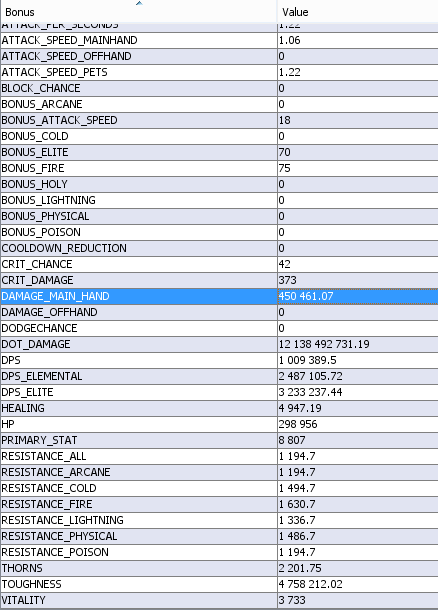 Bonus Value
ATTACK_PER_SECONDS 1.22
ATTACK_SPEED_MAINHAND 1.06
ATTACK_SPEED_OFFHAND 0
ATTACK_SPEED_PETS 1.22
BLOCK_CHANCE 0
BONUS_ARCANE 0
BONUS_ATTACK_SPEED 18
BONUS_COLD 0
BONUS_ELITE 70
BONUS_FIRE 75
BONUS_HOLY 0
BONUS_LIGHTNING 0
BONUS_PHYSICAL 0
BONUS_POISON 0
COOLDOWN_REDUCTION 0
CRIT_CHANCE 42
CRIT_DAMAGE 373
DAMAGE_MAIN_HAND 450 461.07
DAMAGE_OFFHAND 0
DODGECHANCE 0
DOT_DAMAGE 12 138 492 731.19
DPS 1 009 389.5
DPS_ELEMENTAL 2 487 105.72
DPS_ELITE 3 233 237.44
HEALING 4 947.19
HP 298 956
PRIMARY_STAT 8 807
RESISTANCE_ALL 1 194.7
RESISTANCE_ARCANE 1 194.7
RESISTANCE_COLD 1 494.7
RESISTANCE_FIRE 1 630.7
RESISTANCE_LIGHTNING 1 336.7
RESISTANCE_PHYSICAL 1 486.7
RESISTANCE_POISON 1 194.7
THORNS 2 201.75
TOUGHNESS 4 758 212.02
VITALITY 3 733